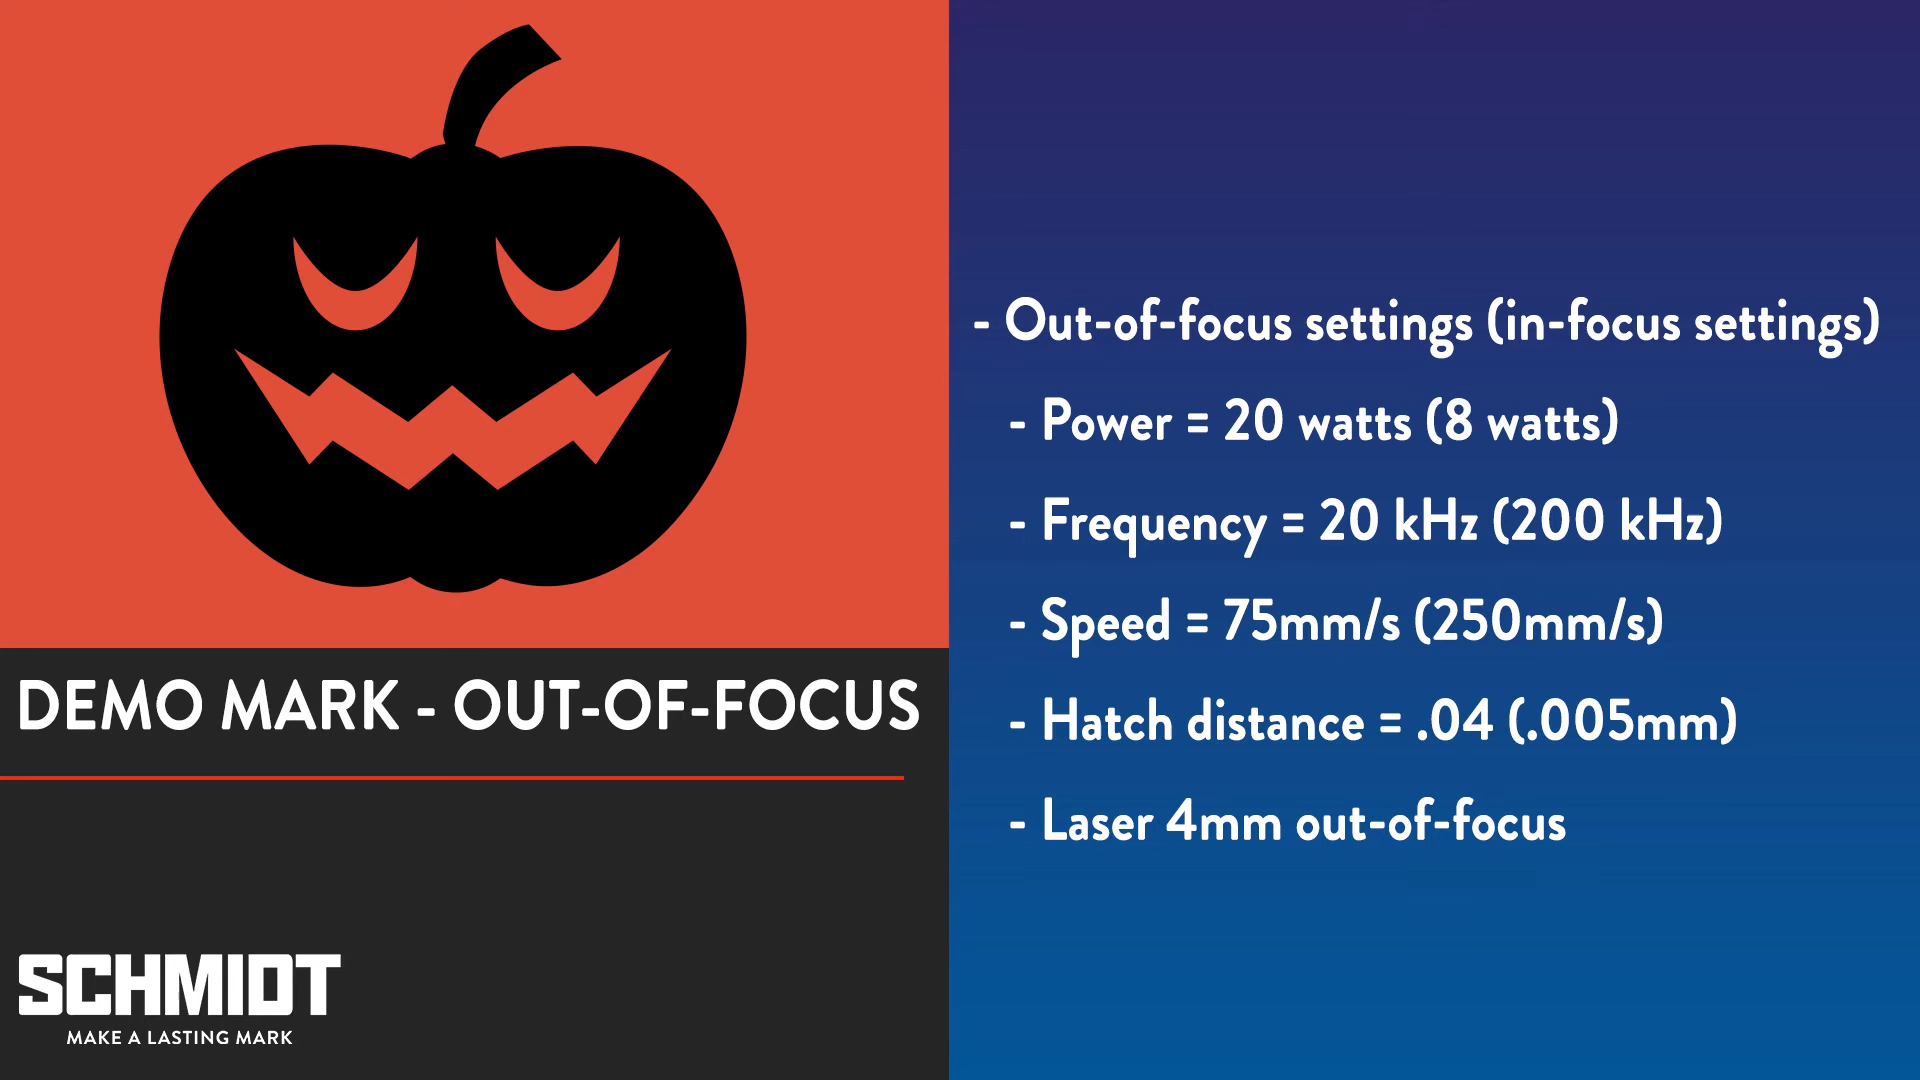 DEMO MARK - OUT-OF-FOCUS
SCHMIDT
MAKE A LASTING MARK
- Out-of-focus settings (in-focus settings)
- Power = 20 watts (8 watts)
- Frequency = 20 kHz (200 kHz)
- Speed = 75mm/s (250mm/s)
- Hatch distance = .04 (.005mm)
- Laser 4mm out-of-focus